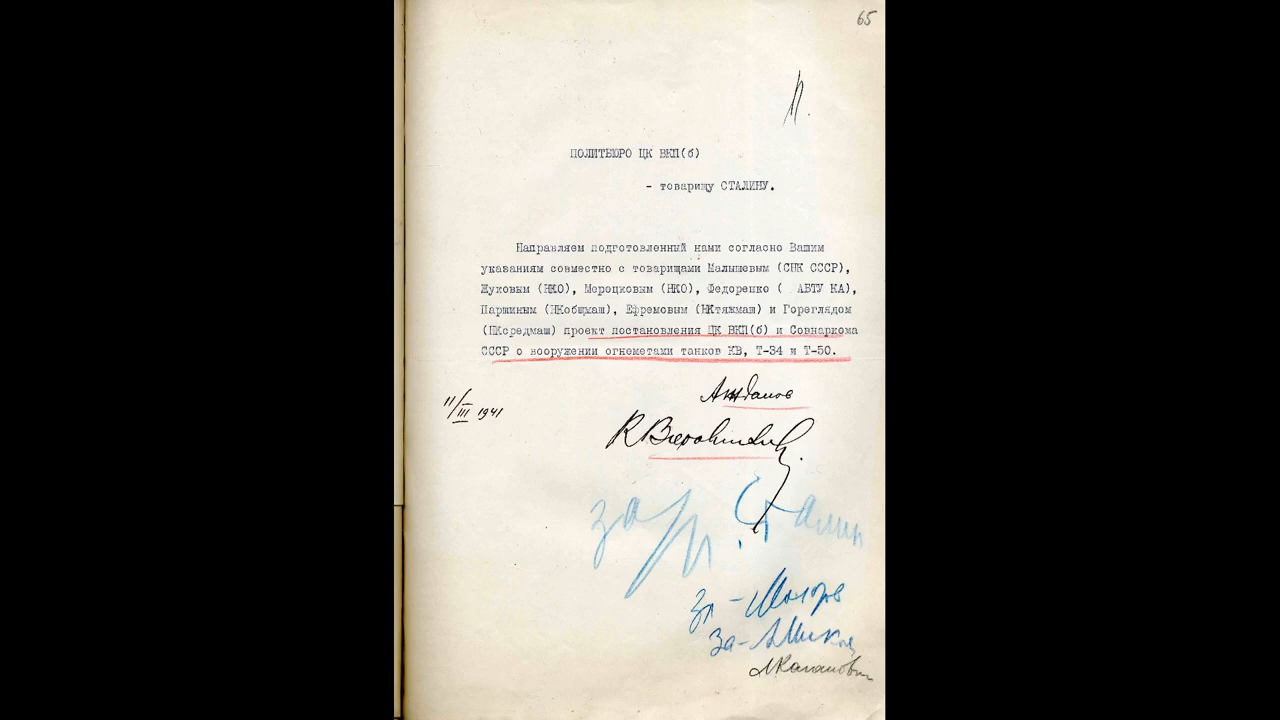 65
ПОЛИТБЮРО ЦК ВКП(б)
- товарищу СТАЛИНУ.
Направляем подготовленный нами согласно Вашим
указаниям совместно с товарищами Малышевым (СНК СССР),
Жуковым (НКО), Мерецковым (НКО), Федоренко ( АБТУ КА),
Паршиным (НКобщмаш), Ефремовым (НКтяжмаш) и Гореглядом
(НКсредмаш) проект постановления ЦК ВКП(б) и Совнаркома
СССР о вооружении огнеметами танков КВ, Т-34 и Т-50.
11/III 1941
АЖданов
КВорошилов
за И. Сталин
За - Молотов
За - АМикоян
ЛКаганович